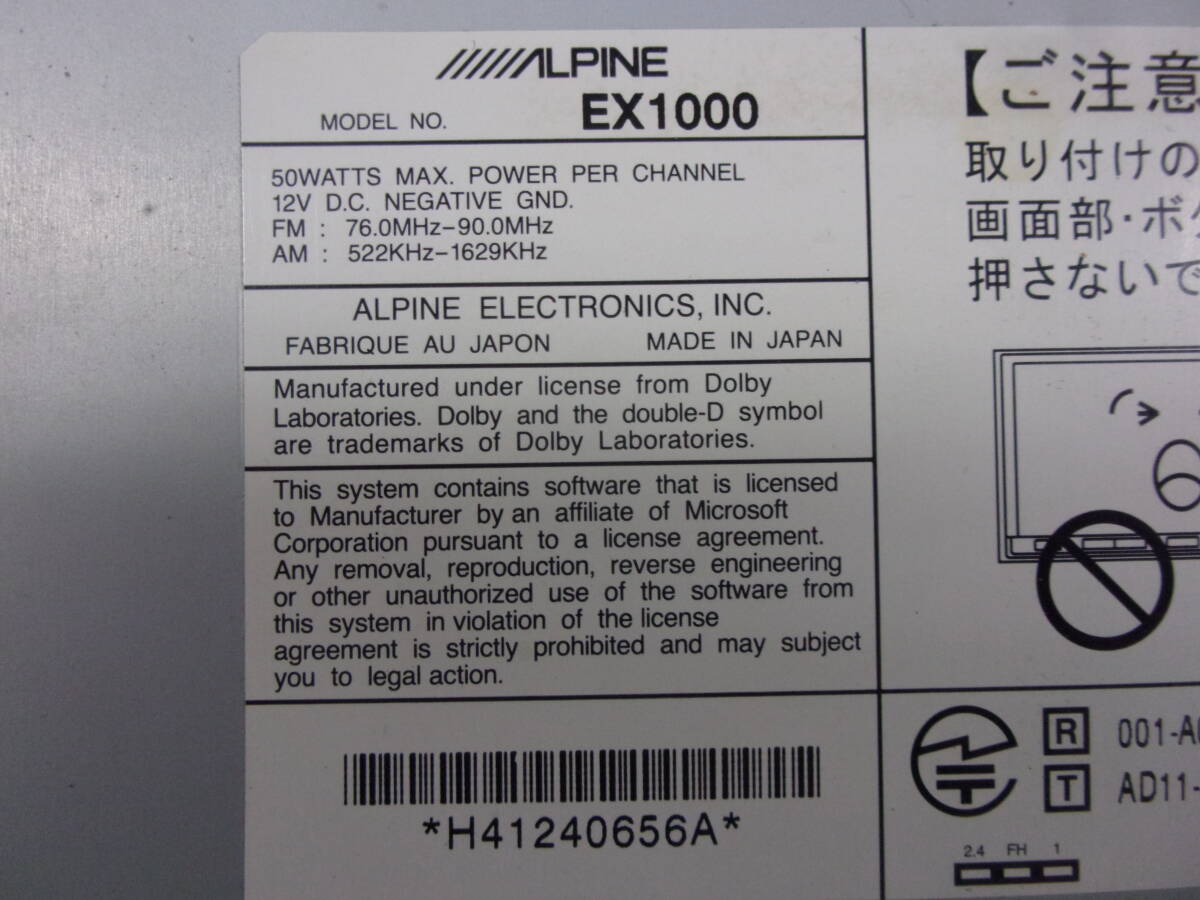 ALPINE
MODEL NO. EX1000
50WATTS MAX. POWER PER CHANNEL
12V D.C. NEGATIVE GND.
FM : 76.0MHz–90.0MHz
AM : 522KHz–1629KHz
ALPINE ELECTRONICS, INC.
FABRIQUE AU JAPON MADE IN JAPAN
Manufactured under license from Dolby
Laboratories. Dolby and the double-D symbol
are trademarks of Dolby Laboratories.
This system contains software that is licensed
to Manufacturer by an affiliate of Microsoft
Corporation pursuant to a license agreement.
Any removal, reproduction, reverse engineering
or other unauthorized use of the software from
this system in violation of the license
agreement is strictly prohibited and may subject
you to legal action.
*H41240656A*
【ご注意
取り付けの
画面部・ボ
押さないで
R 001-A
T AD11-
2.4 FH 1